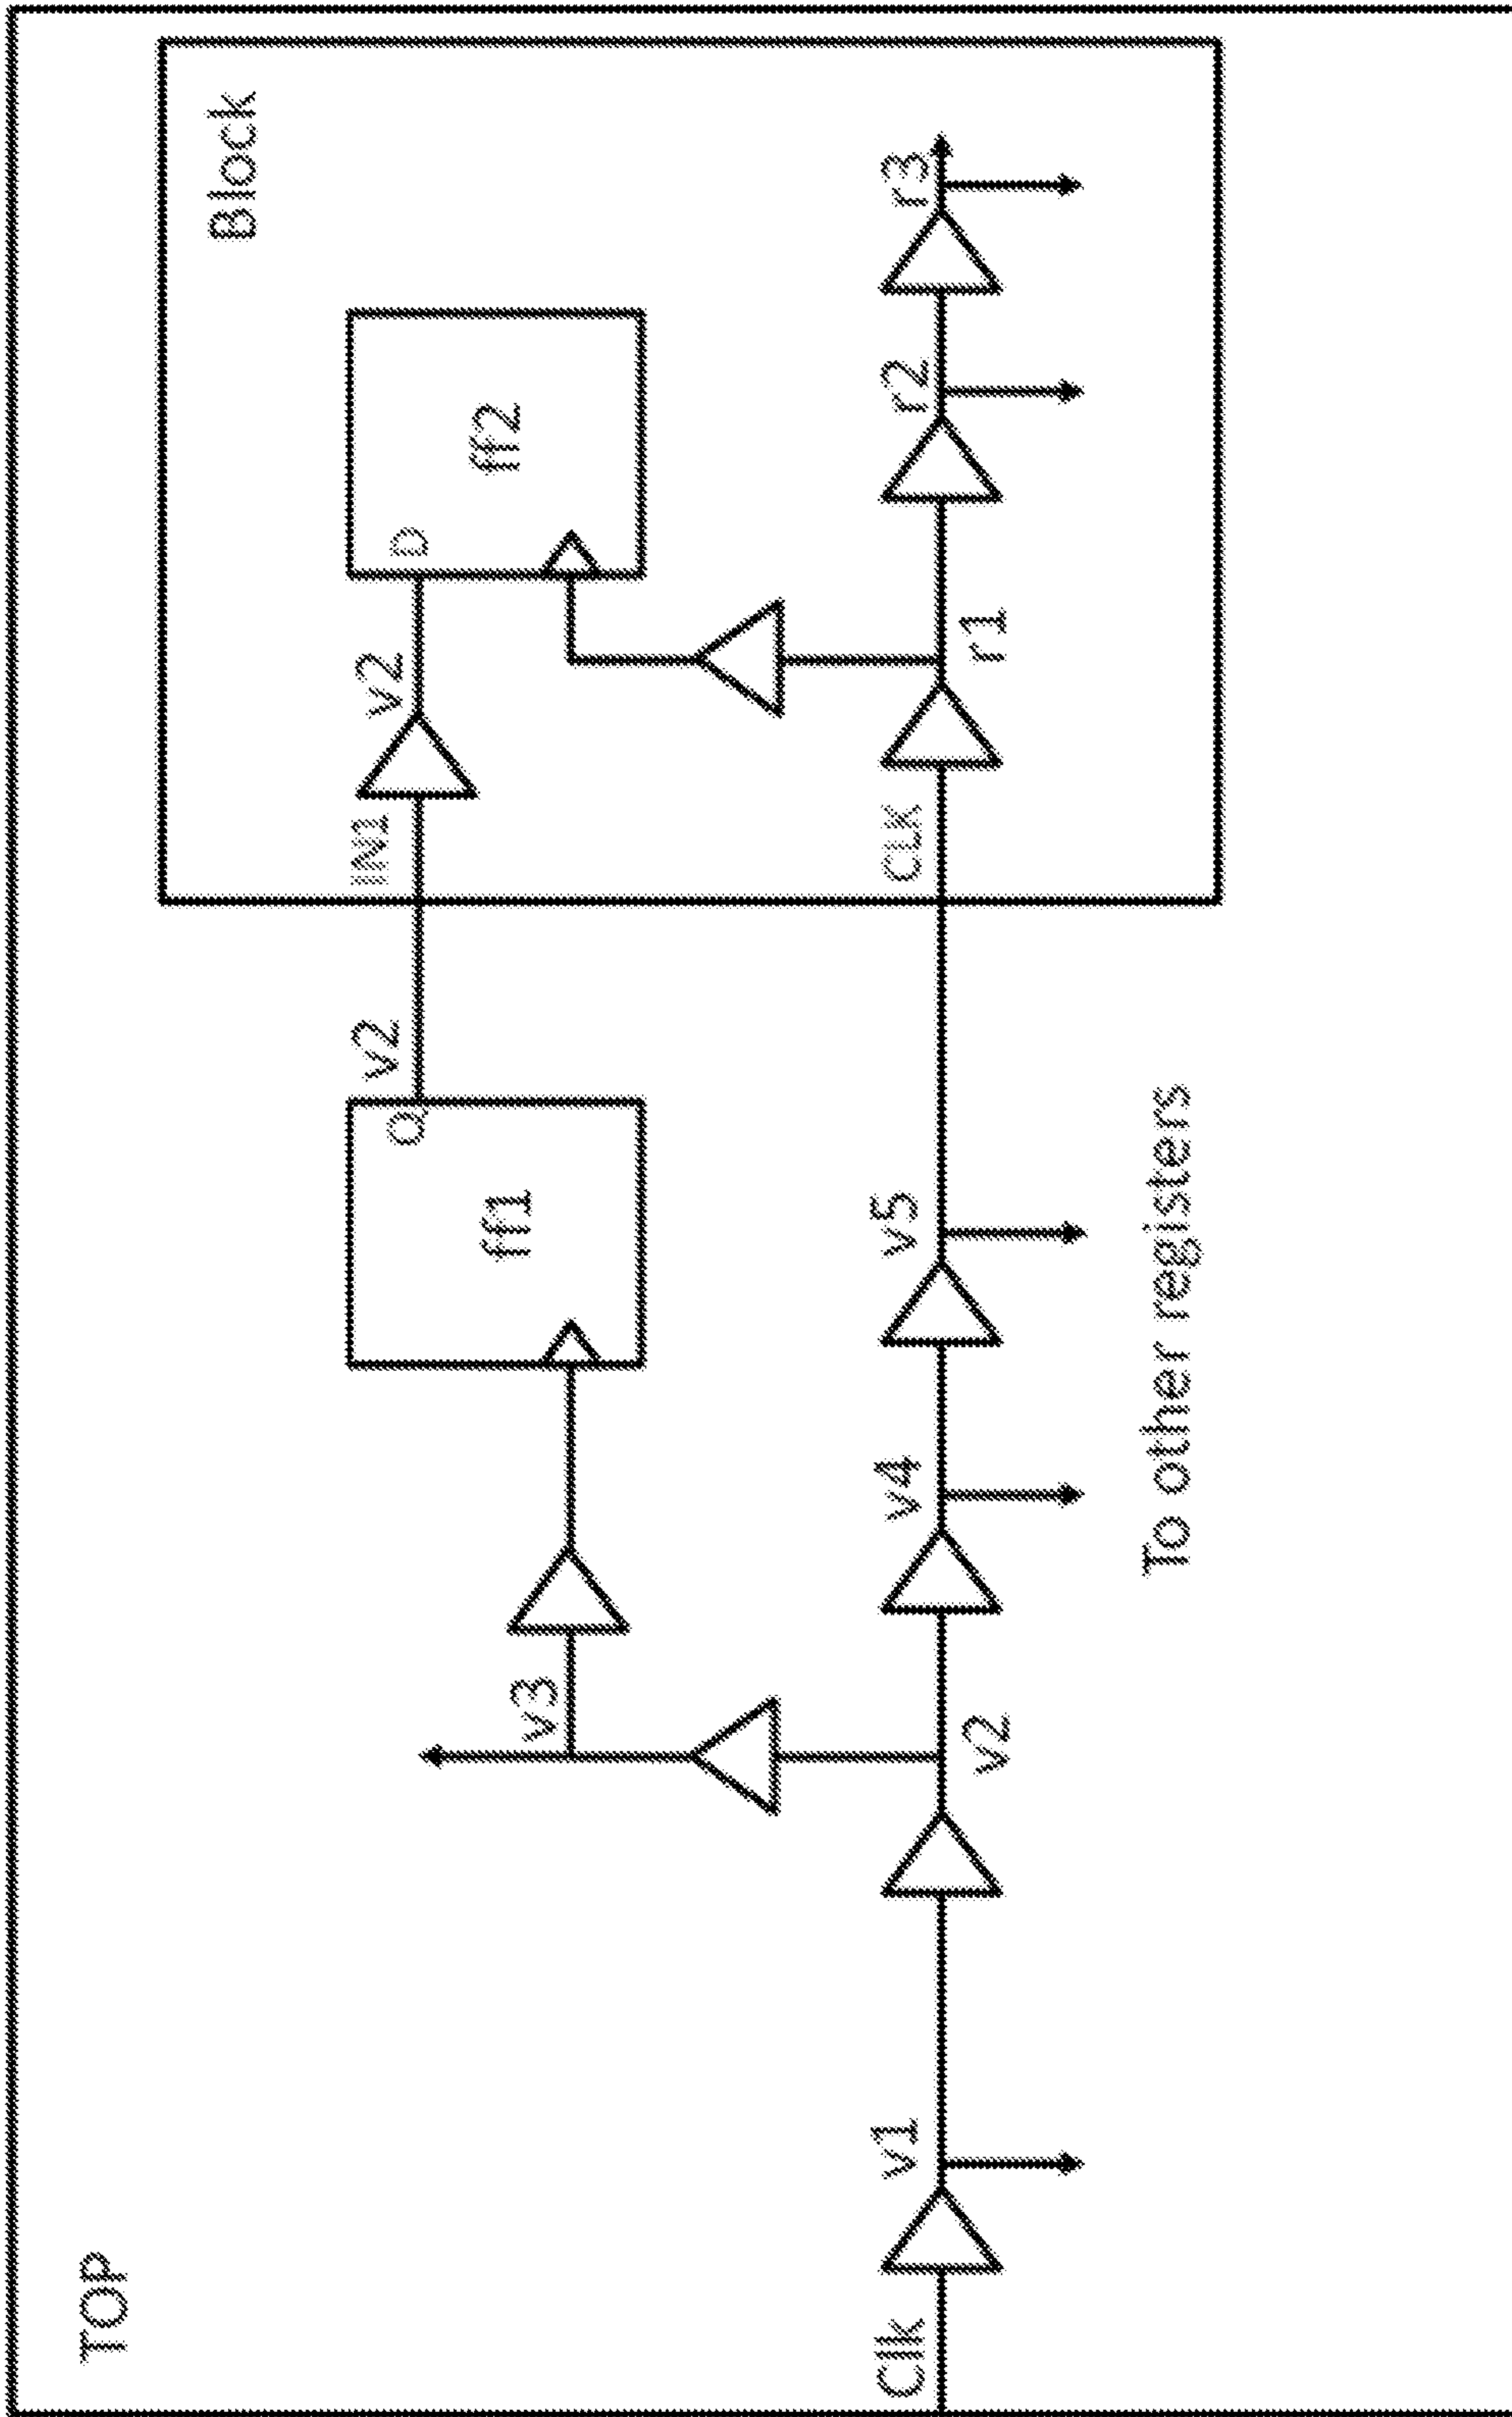 TOP
Block
v2
IN1
v2
ff1
Q
ff2
D
v3
Clk
v1
v2
v4
v5
CLK
r1
r2
r3
To other registers